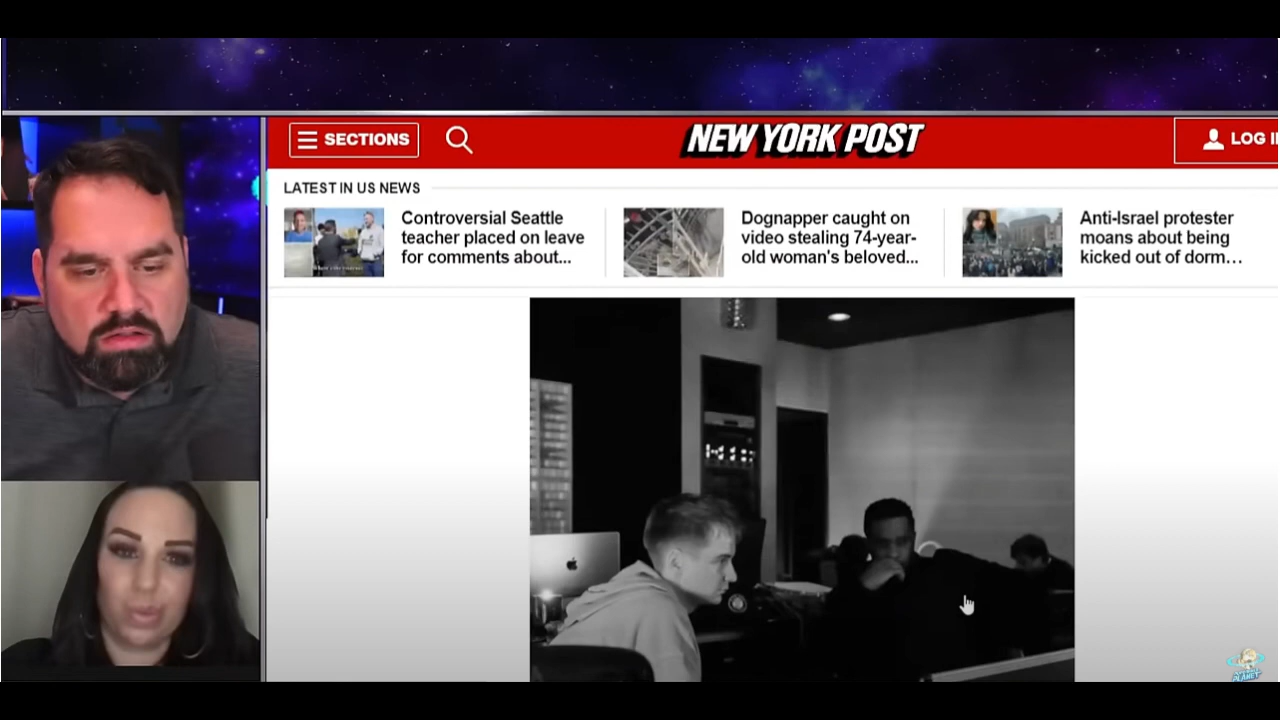 SECTIONS
NEW YORK POST
LOG I
LATEST IN US NEWS
Controversial Seattle
teacher placed on leave
for comments about...
Dognapper caught on
video stealing 74-year-
old woman's beloved...
Anti-Israel protester
moans about being
kicked out of dorm...
PLANET